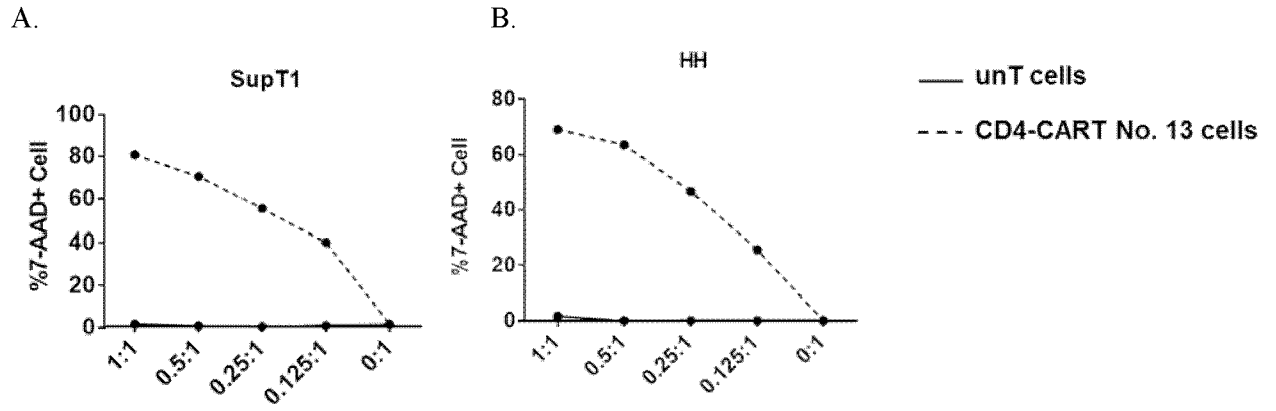 A.
SupT1
%7-AAD+ Cell
100
80
60
40
20
0
1:1
0.5:1
0.25:1
0.125:1
0:1
B.
HH
%7-AAD+ Cell
80
60
40
20
0
1:1
0.5:1
0.25:1
0.125:1
0:1
unT cells
CD4-CART No. 13 cells